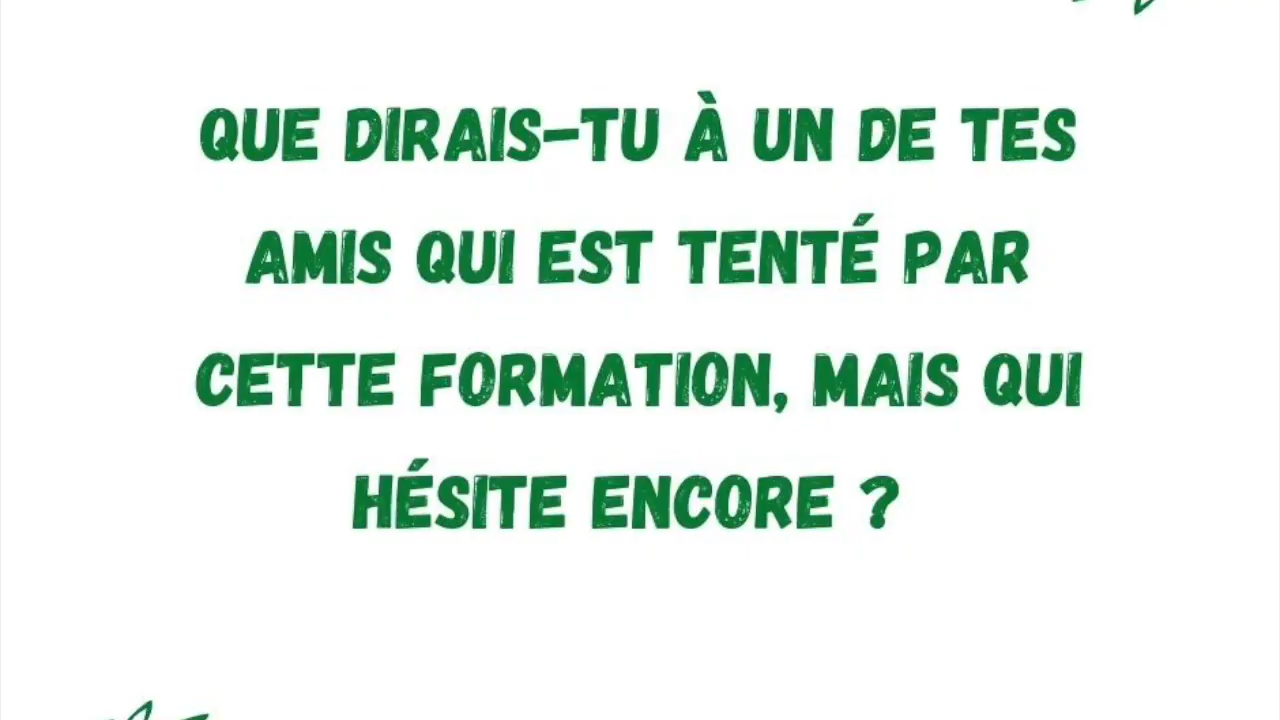 QUE DIRAIS-TU À UN DE TES
AMIS QUI EST TENTÉ PAR
CETTE FORMATION, MAIS QUI
HÉSITE ENCORE ?